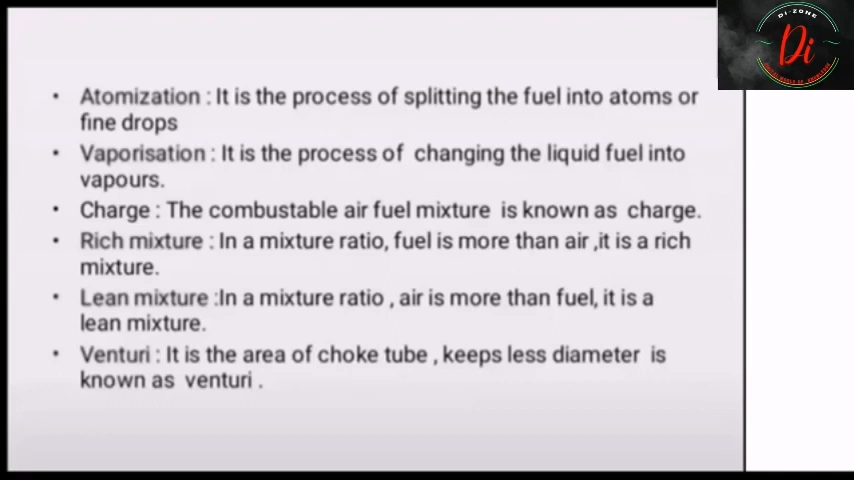 DI-ZONE
Di
• Atomization : It is the process of splitting the fuel into atoms or
fine drops
• Vaporisation : It is the process of changing the liquid fuel into
vapours.
• Charge : The combustable air fuel mixture is known as charge.
• Rich mixture : In a mixture ratio, fuel is more than air ,it is a rich
mixture.
• Lean mixture :In a mixture ratio , air is more than fuel, it is a
lean mixture.
• Venturi : It is the area of choke tube , keeps less diameter is
known as venturi .